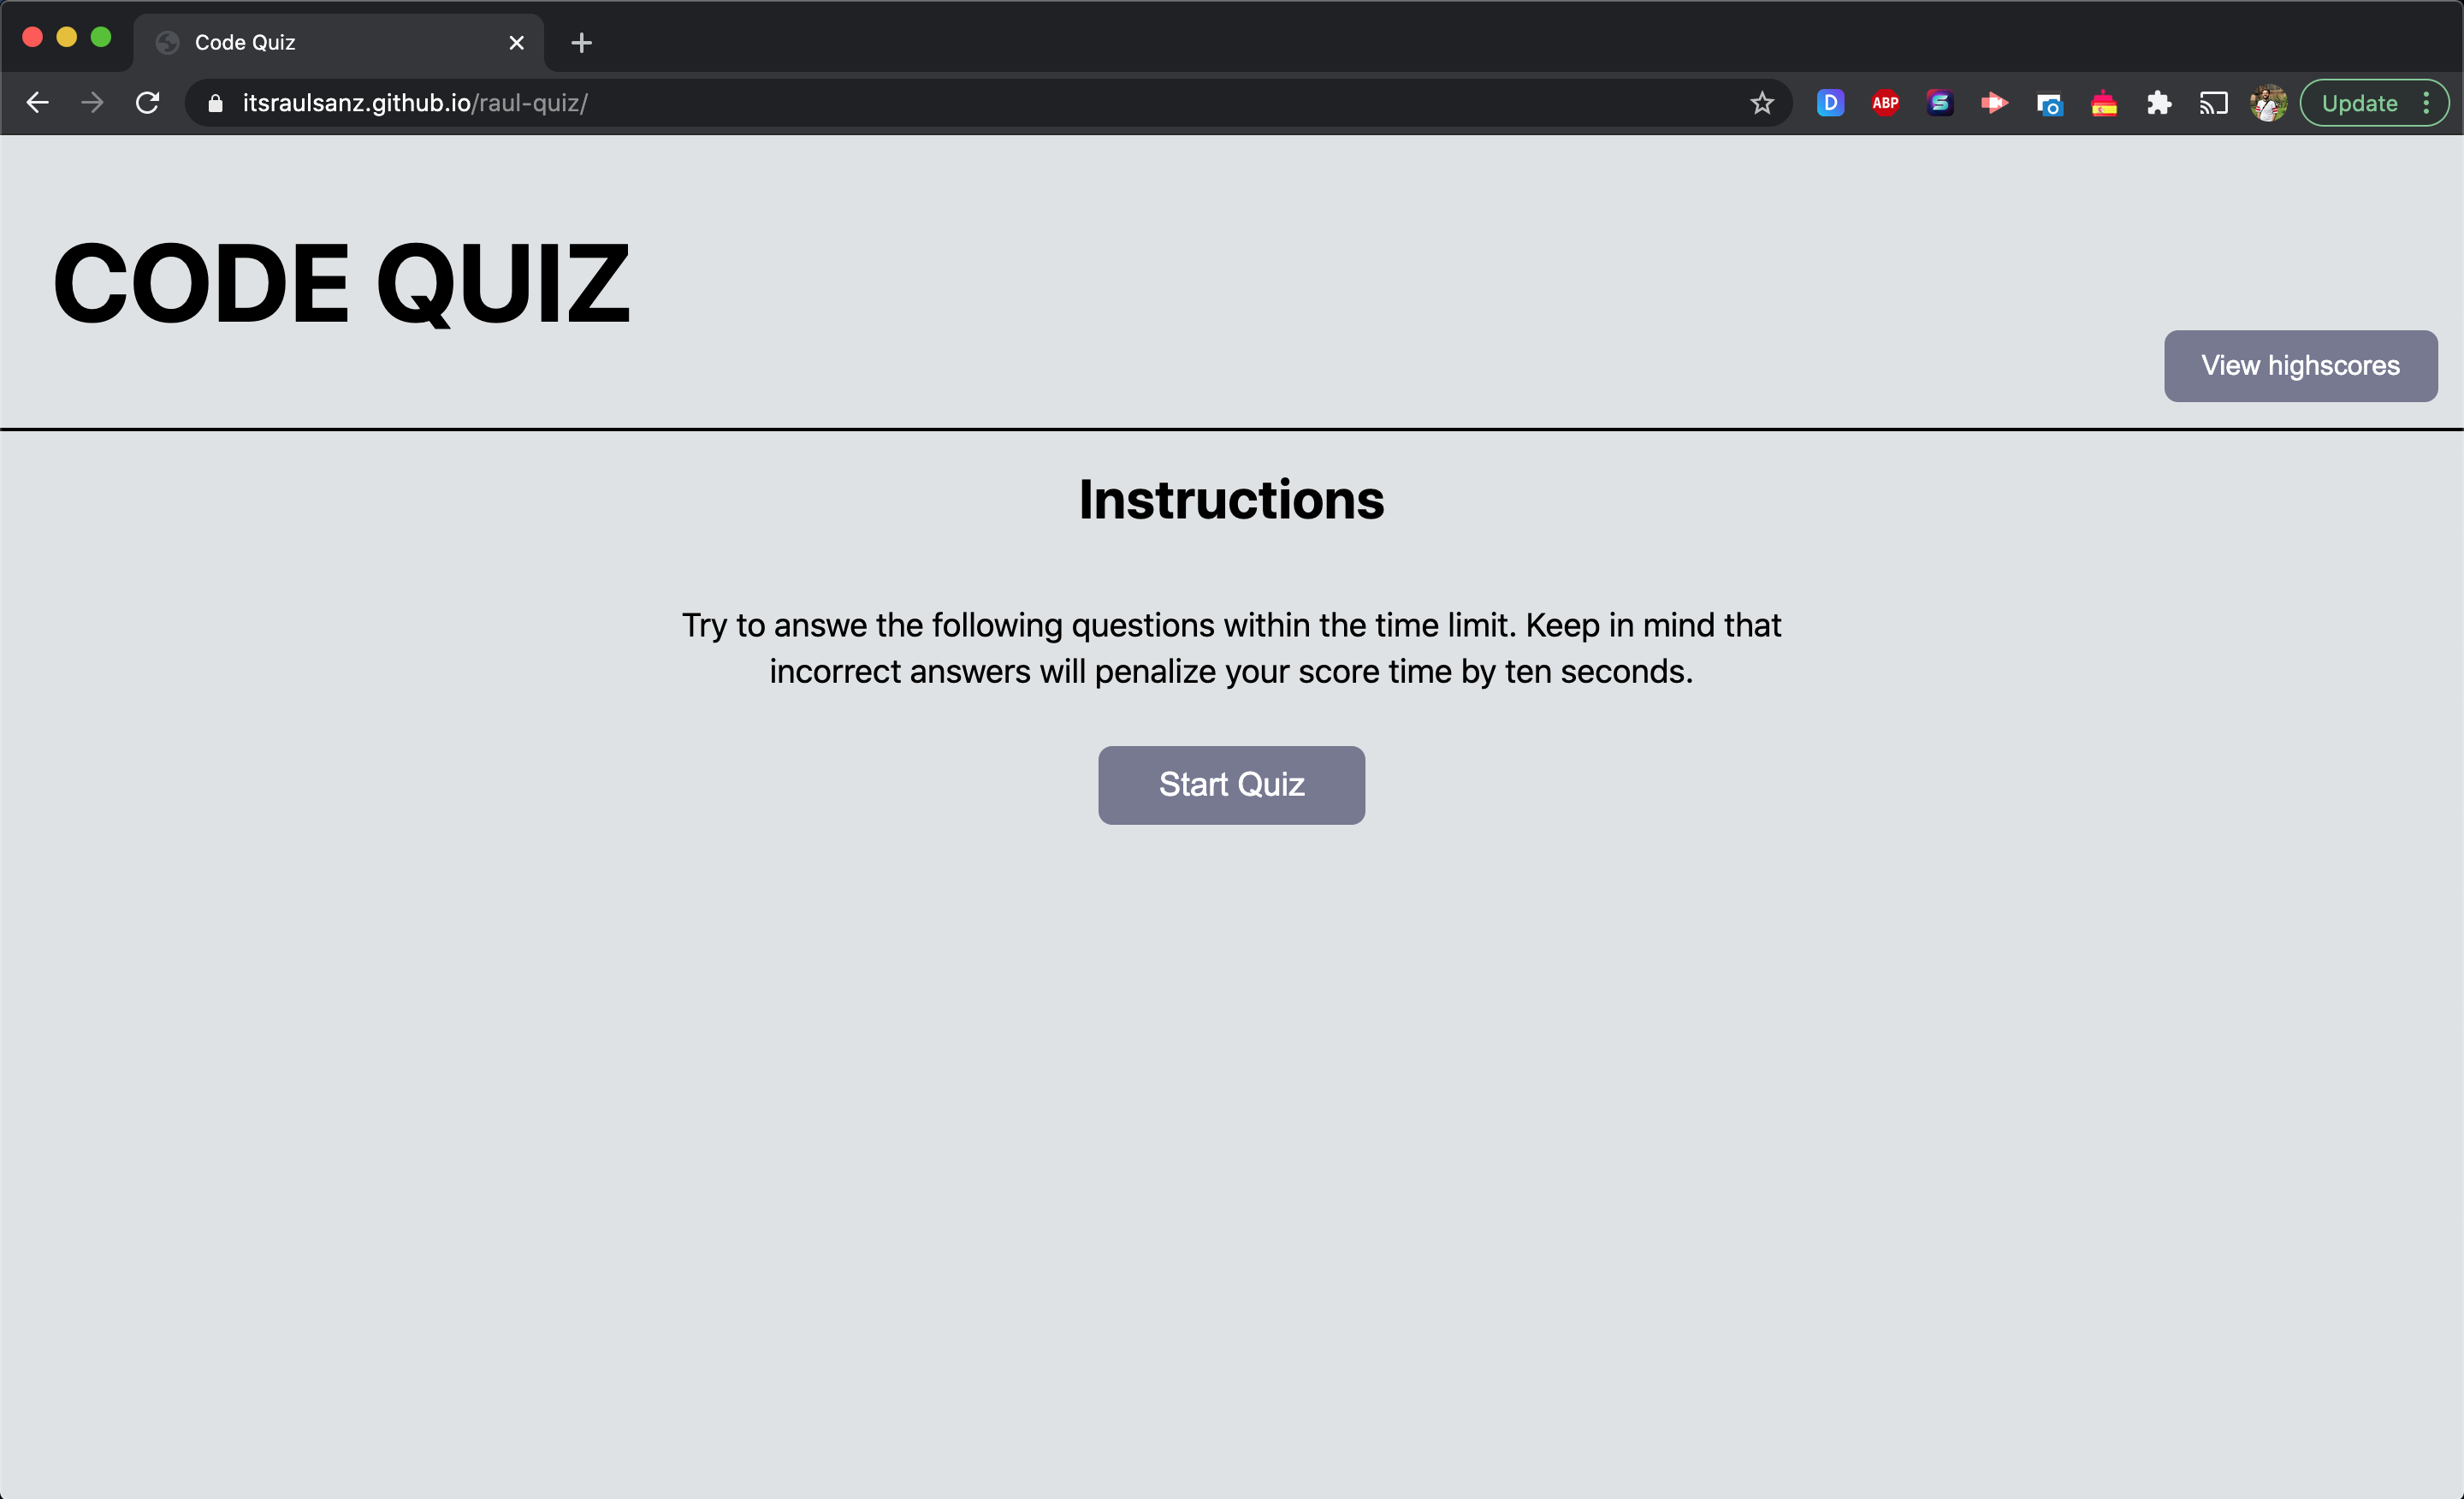 Code Quiz
itsraulsanz.github.io/raul-quiz/
D
ABP
S
Update
CODE QUIZ
View highscores
Instructions
Try to answe the following questions within the time limit. Keep in mind that
incorrect answers will penalize your score time by ten seconds.
Start Quiz